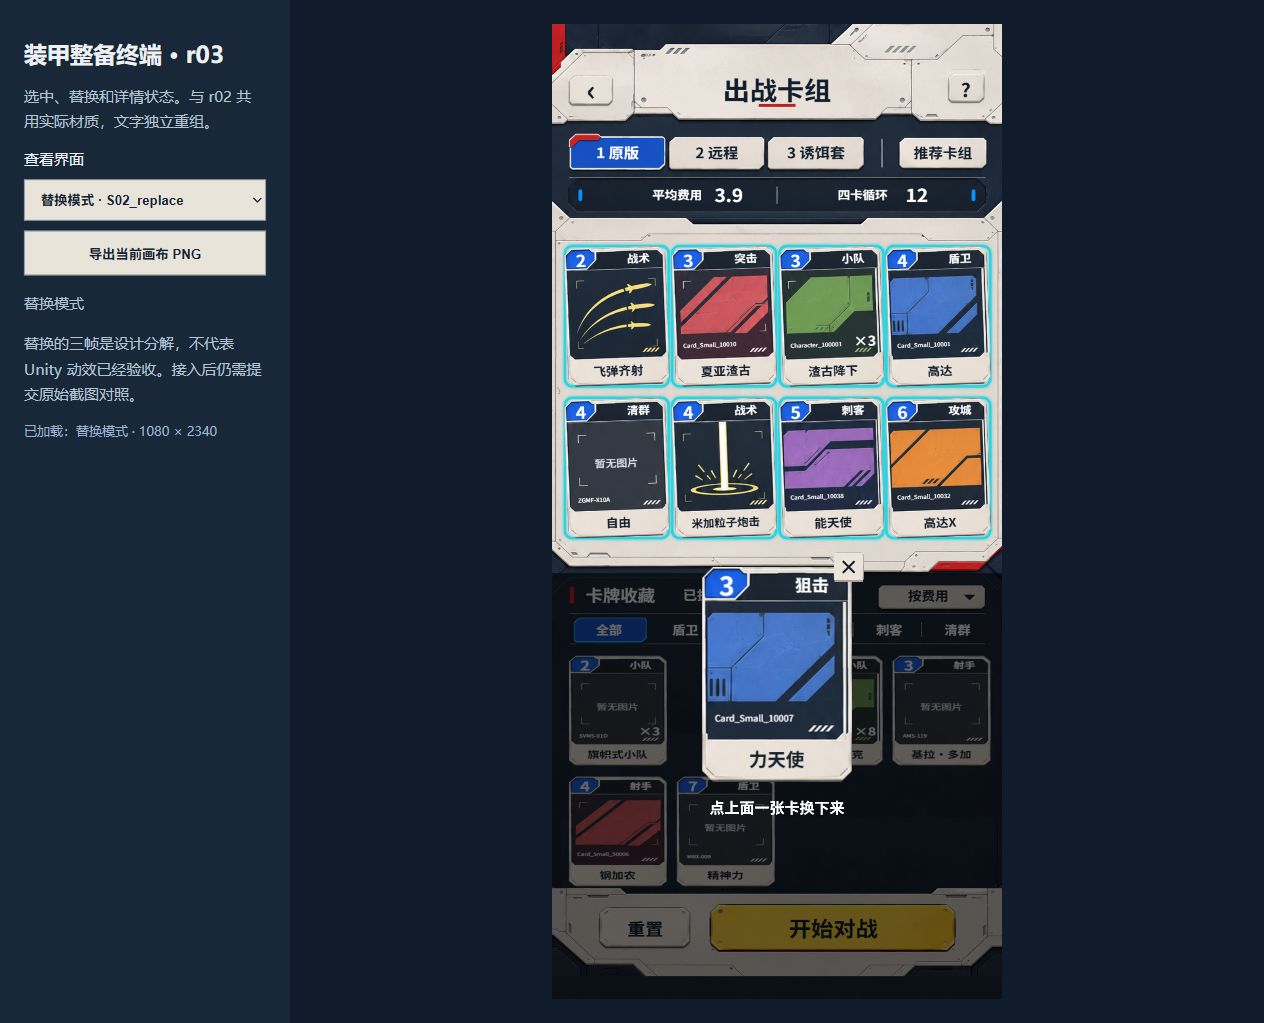 装甲整备终端 · r03
选中、替换和详情状态。与 r02 共
用实际材质，文字独立重组。
查看界面
替换模式 · S02_replace
导出当前画布 PNG
替换模式
替换的三帧是设计分解，不代表
Unity 动效已经验收。接入后仍需提
交原始截图对照。
已加载：替换模式 · 1080 × 2340
‹
出战卡组
?
1 原版
2 远程
3 诱饵套
推荐卡组
平均费用 3.9
四卡循环 12
2 战术
飞弹齐射
3 突击
Card_Small_10010
夏亚渣古
3 小队
Character_100001
×3
渣古降下
4 盾卫
Card_Small_10001
高达
4 清群
暂无图片
ZGMF-X10A
自由
4 战术
米加粒子炮击
5 刺客
Card_Small_10038
能天使
6 攻城
Card_Small_10032
高达X
卡牌收藏
按费用
全部
盾卫
刺客
清群
3 狙击
Card_Small_10007
力天使
点上面一张卡换下来
2 小队
暂无图片
SVMS-01O
×3
旗帜式小队
×8
克
3 射手
暂无图片
AMS-119
基拉·多加
4 射手
Card_Small_50006
钢加农
7 盾卫
暂无图片
精神力
重置
开始对战